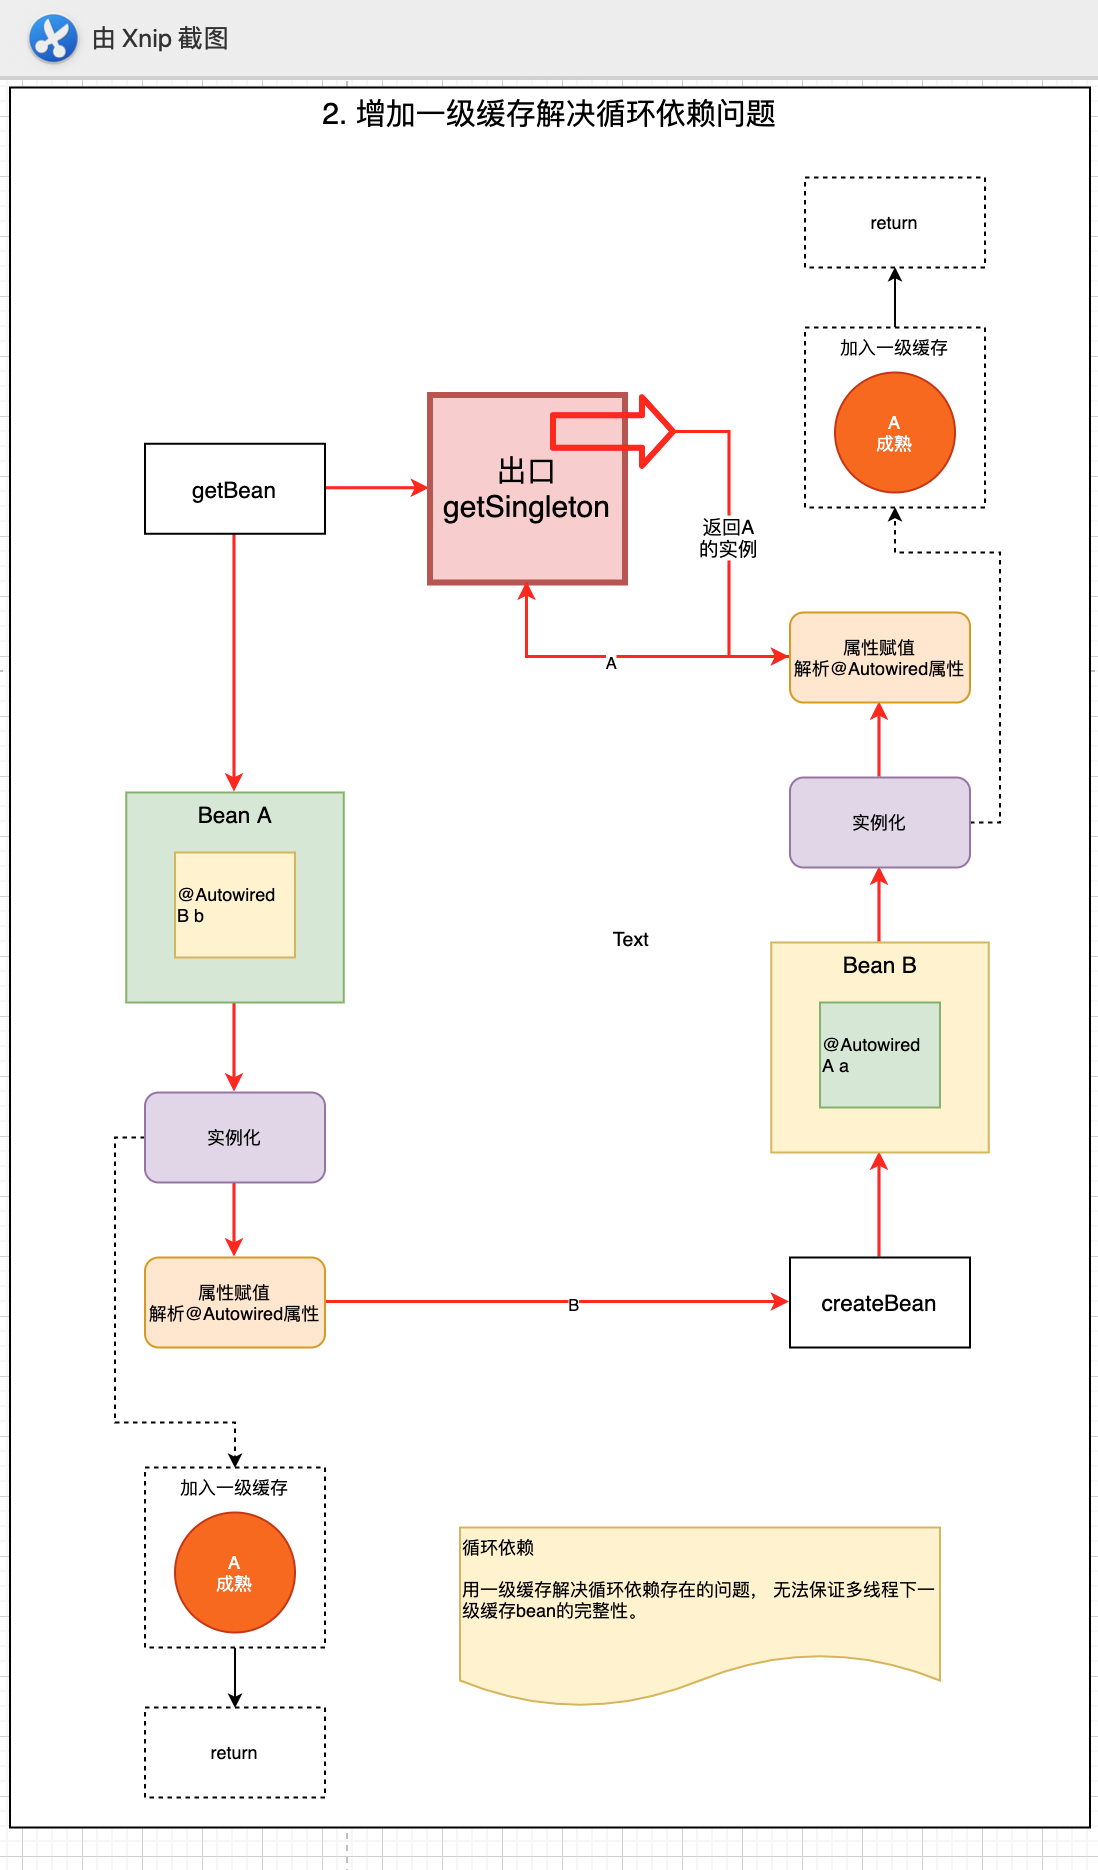 由 Xnip 截图
2. 增加一级缓存解决循环依赖问题
return
加入一级缓存
A
成熟
getBean
出口
getSingleton
返回A
的实例
A
属性赋值
解析@Autowired属性
实例化
Bean A
@Autowired
B b
Text
Bean B
@Autowired
A a
实例化
属性赋值
解析@Autowired属性
B
createBean
加入一级缓存
A
成熟
return
循环依赖
用一级缓存解决循环依赖存在的问题， 无法保证多线程下一
级缓存bean的完整性。